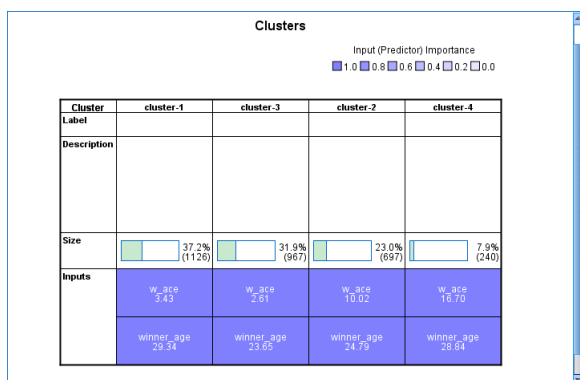 Clusters
Input (Predictor) Importance
1.0 0.8 0.6 0.4 0.2 0.0
Cluster cluster-1 cluster-3 cluster-2 cluster-4
Label
Description
Size
37.2% 31.9% 23.0% 7.9%
(1126) (967) (697) (240)
Inputs
w_ace w_ace w_ace w_ace
3.43 2.61 10.02 16.70
winner_age winner_age winner_age winner_age
29.34 23.65 24.79 28.84